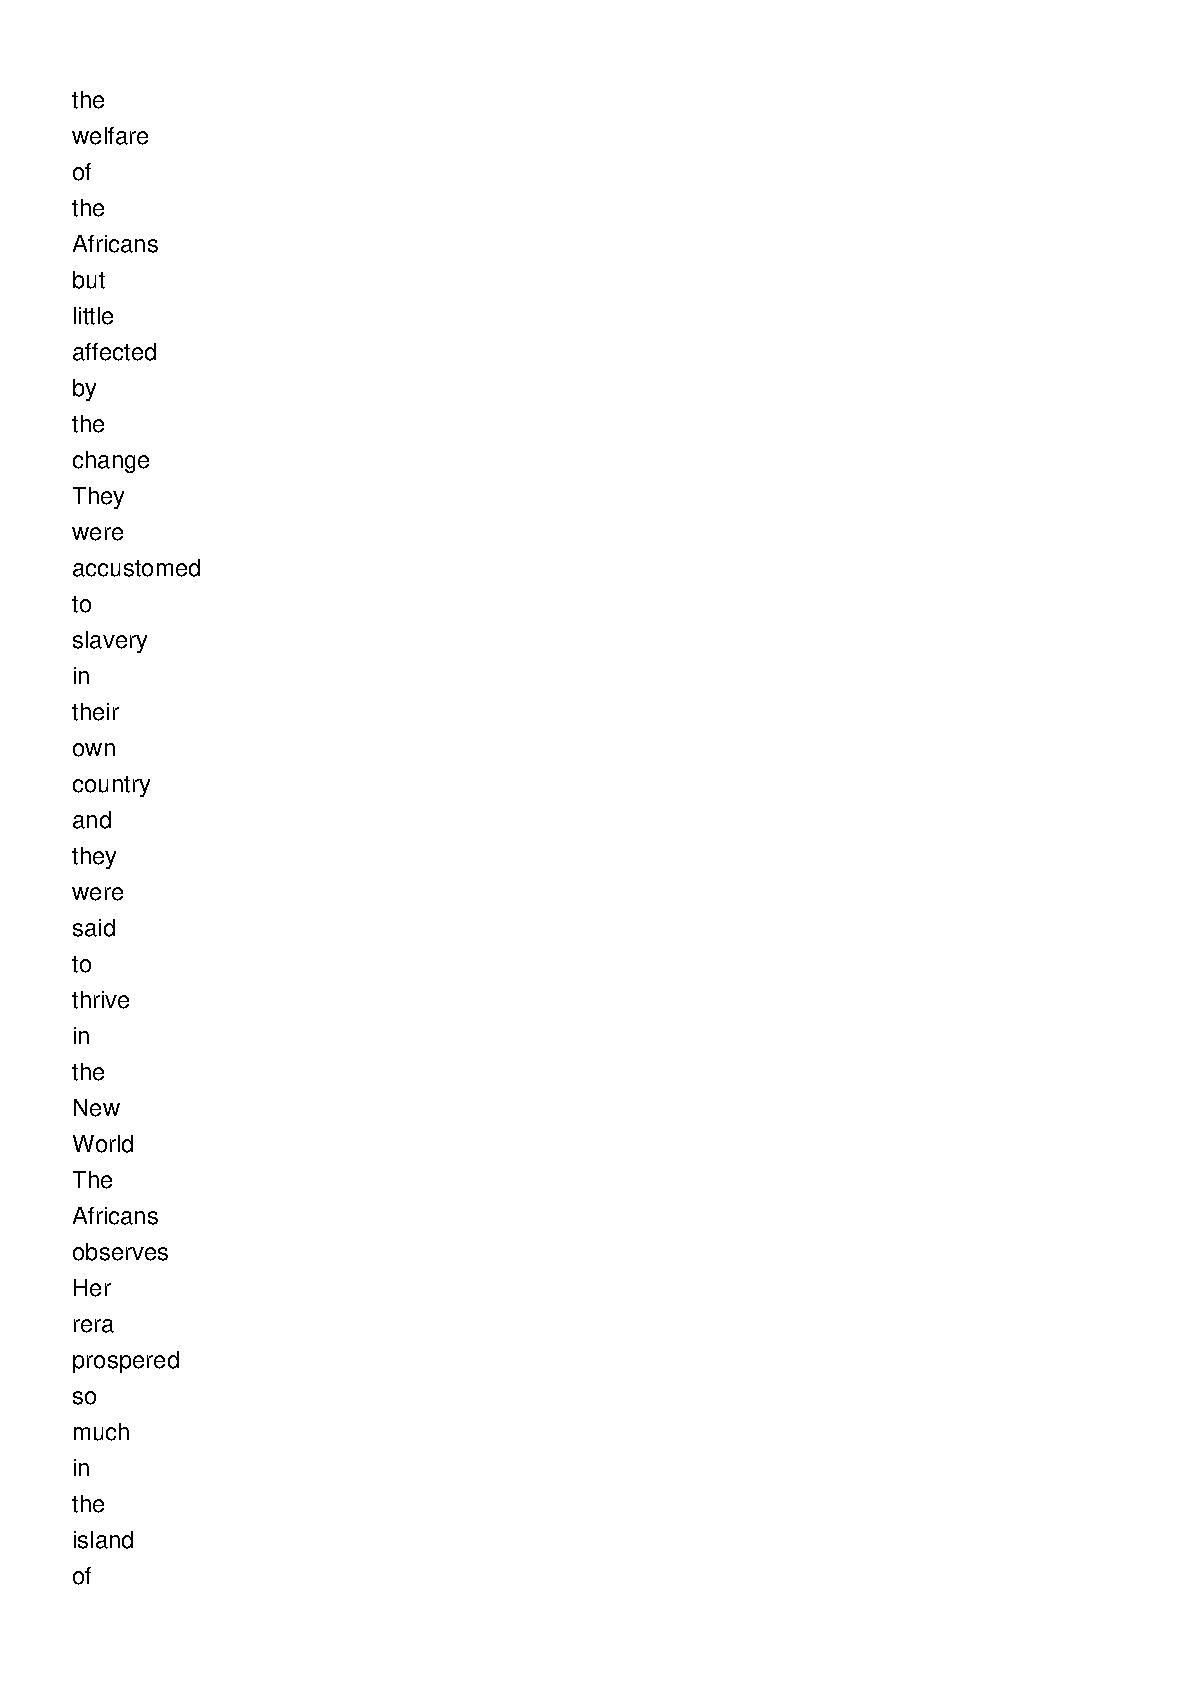 the
welfare
of
the
Africans
but
little
affected
by
the
change
They
were
accustomed
to
slavery
in
their
own
country
and
they
were
said
to
thrive
in
the
New
World
The
Africans
observes
Her
rera
prospered
so
much
in
the
island
of